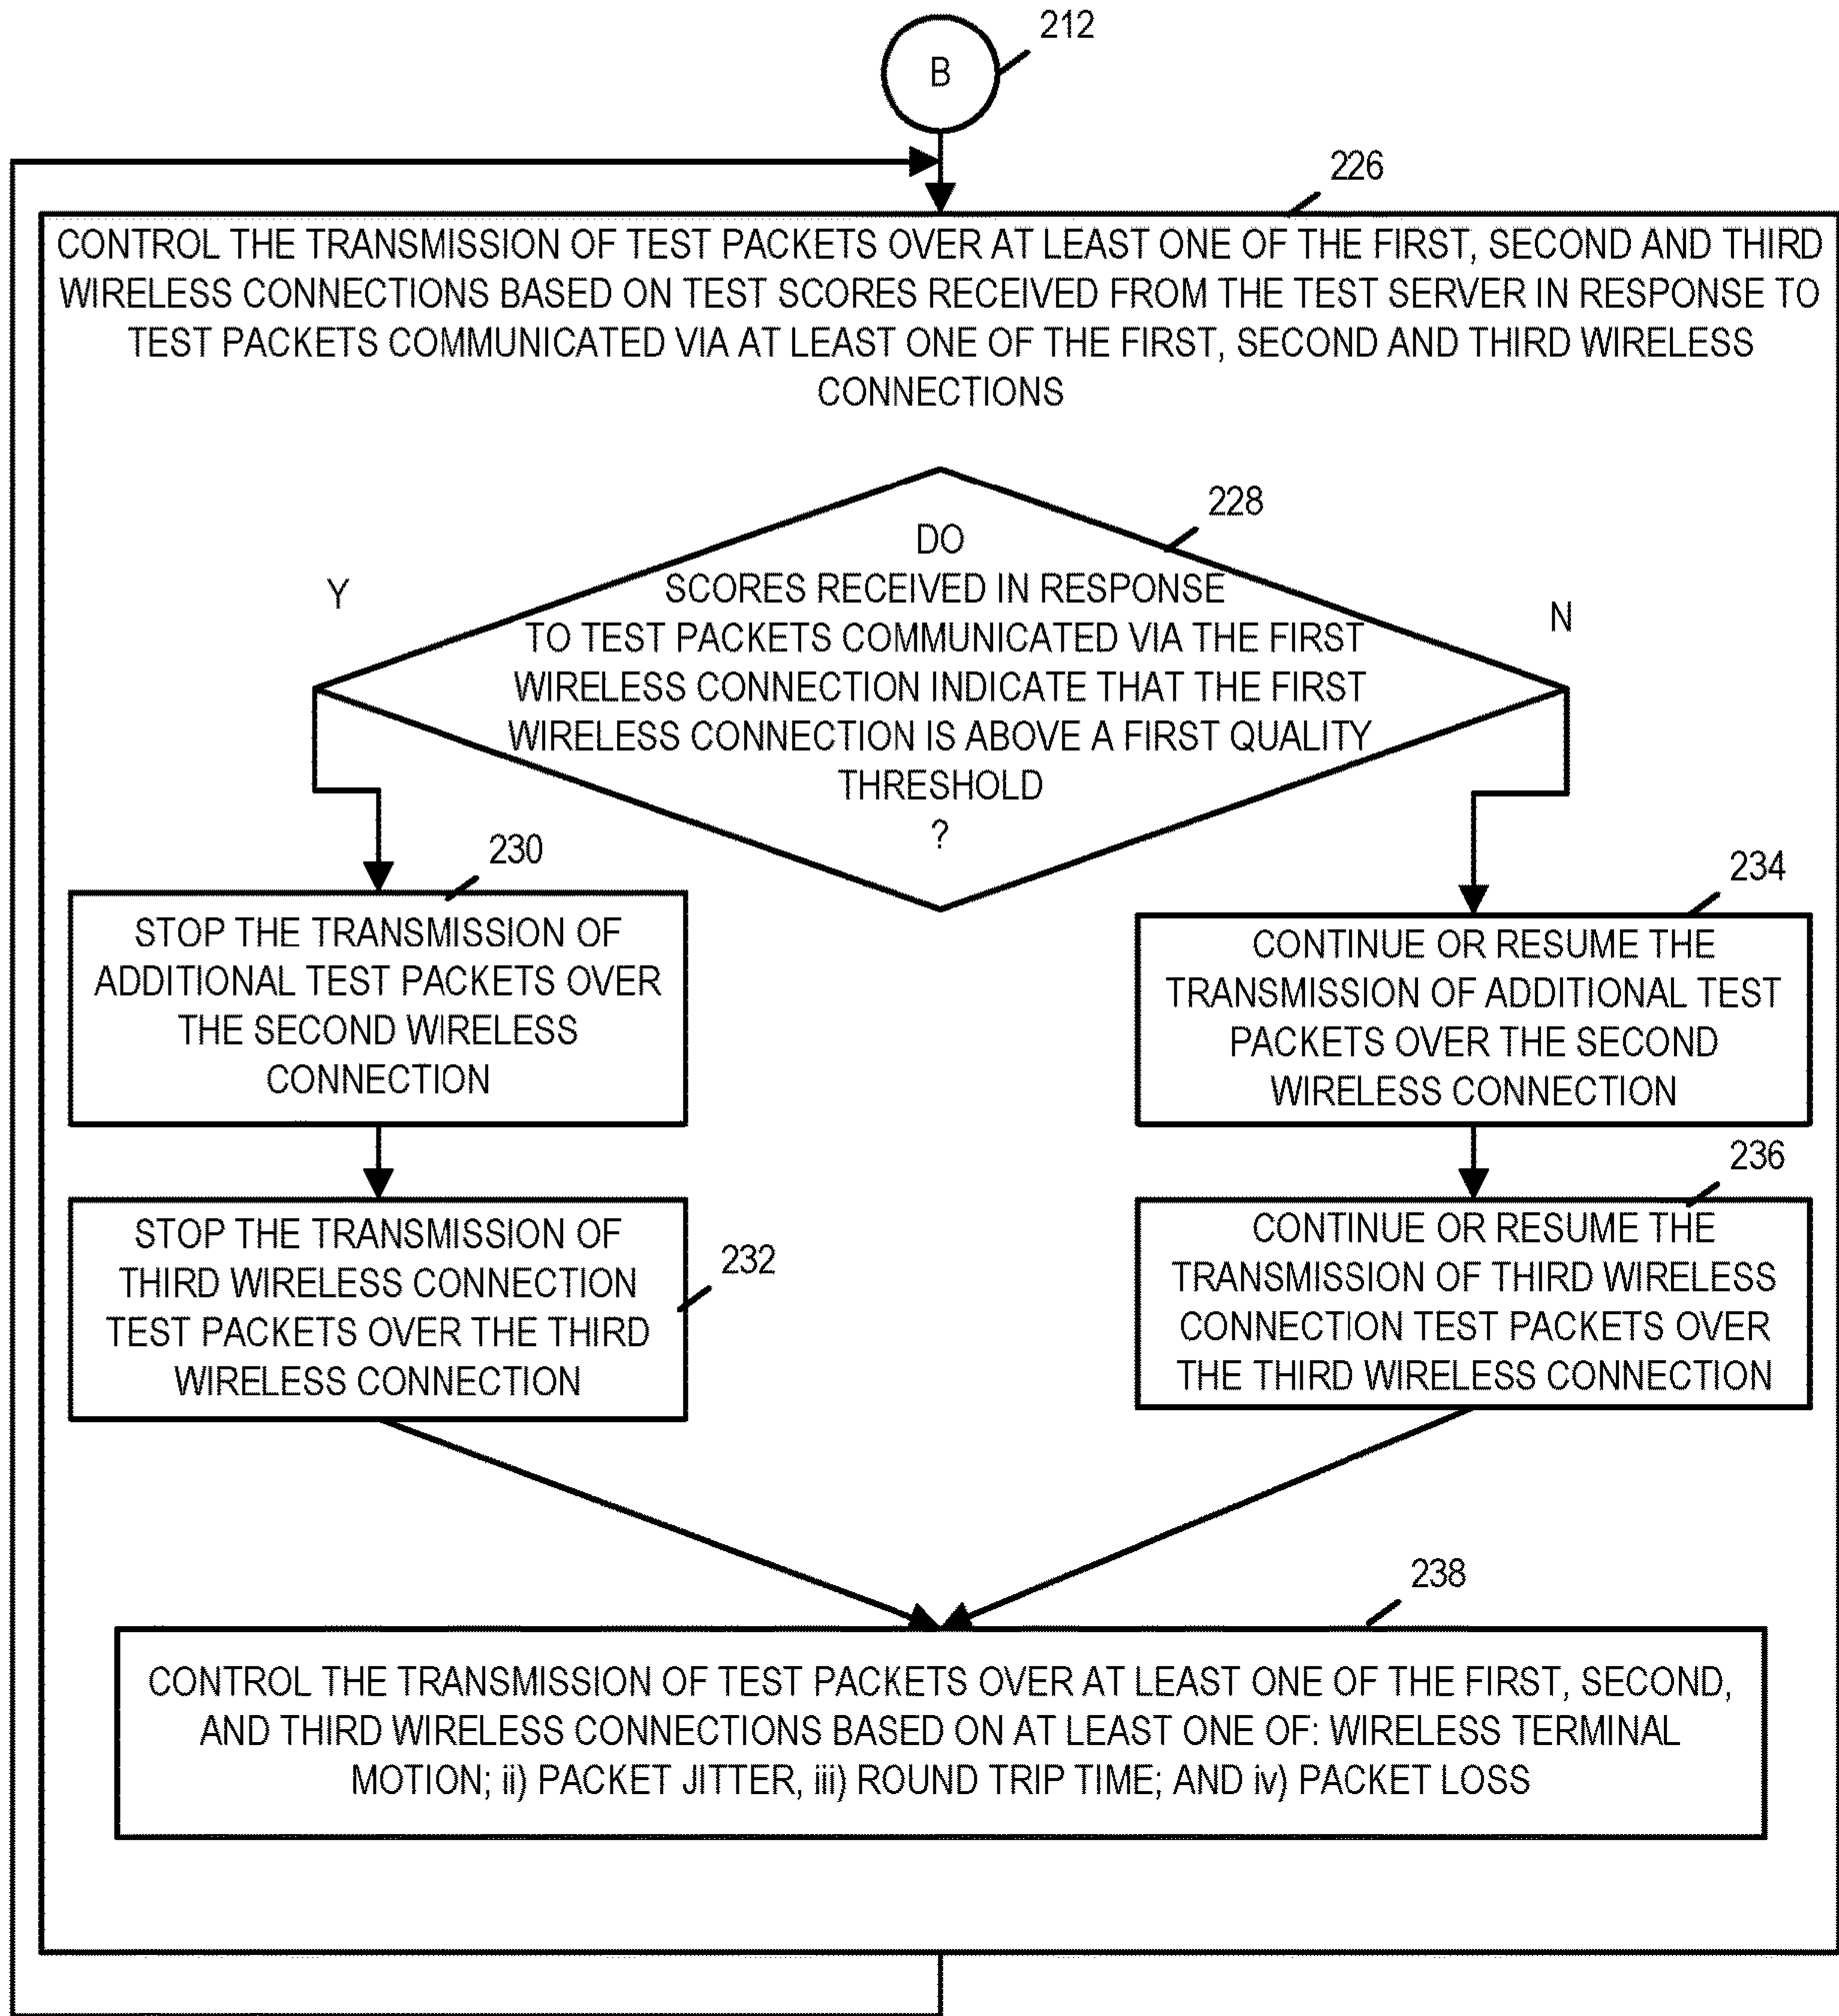 212
B
226
CONTROL THE TRANSMISSION OF TEST PACKETS OVER AT LEAST ONE OF THE FIRST, SECOND AND THIRD
WIRELESS CONNECTIONS BASED ON TEST SCORES RECEIVED FROM THE TEST SERVER IN RESPONSE TO
TEST PACKETS COMMUNICATED VIA AT LEAST ONE OF THE FIRST, SECOND AND THIRD WIRELESS
CONNECTIONS
228
DO
SCORES RECEIVED IN RESPONSE
TO TEST PACKETS COMMUNICATED VIA THE FIRST
WIRELESS CONNECTION INDICATE THAT THE FIRST
WIRELESS CONNECTION IS ABOVE A FIRST QUALITY
THRESHOLD
?
Y
N
230
STOP THE TRANSMISSION OF
ADDITIONAL TEST PACKETS OVER
THE SECOND WIRELESS
CONNECTION
232
STOP THE TRANSMISSION OF
THIRD WIRELESS CONNECTION
TEST PACKETS OVER THE THIRD
WIRELESS CONNECTION
234
CONTINUE OR RESUME THE
TRANSMISSION OF ADDITIONAL TEST
PACKETS OVER THE SECOND
WIRELESS CONNECTION
236
CONTINUE OR RESUME THE
TRANSMISSION OF THIRD WIRELESS
CONNECTION TEST PACKETS OVER
THE THIRD WIRELESS CONNECTION
238
CONTROL THE TRANSMISSION OF TEST PACKETS OVER AT LEAST ONE OF THE FIRST, SECOND,
AND THIRD WIRELESS CONNECTIONS BASED ON AT LEAST ONE OF: WIRELESS TERMINAL
MOTION; ii) PACKET JITTER, iii) ROUND TRIP TIME; AND iv) PACKET LOSS